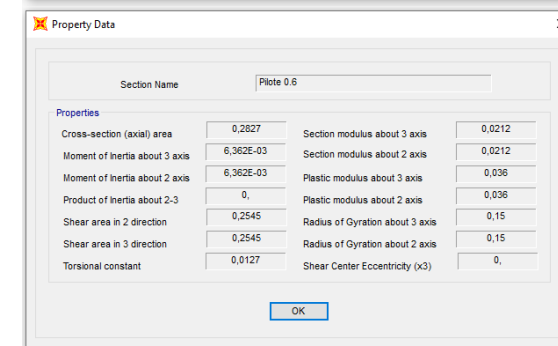 Property Data
Section Name Pilote 0.6
Properties
Cross-section (axial) area 0,2827 Section modulus about 3 axis 0,0212
Moment of Inertia about 3 axis 6,362E-03 Section modulus about 2 axis 0,0212
Moment of Inertia about 2 axis 6,362E-03 Plastic modulus about 3 axis 0,036
Product of Inertia about 2-3 0, Plastic modulus about 2 axis 0,036
Shear area in 2 direction 0,2545 Radius of Gyration about 3 axis 0,15
Shear area in 3 direction 0,2545 Radius of Gyration about 2 axis 0,15
Torsional constant 0,0127 Shear Center Eccentricity (x3) 0,
OK